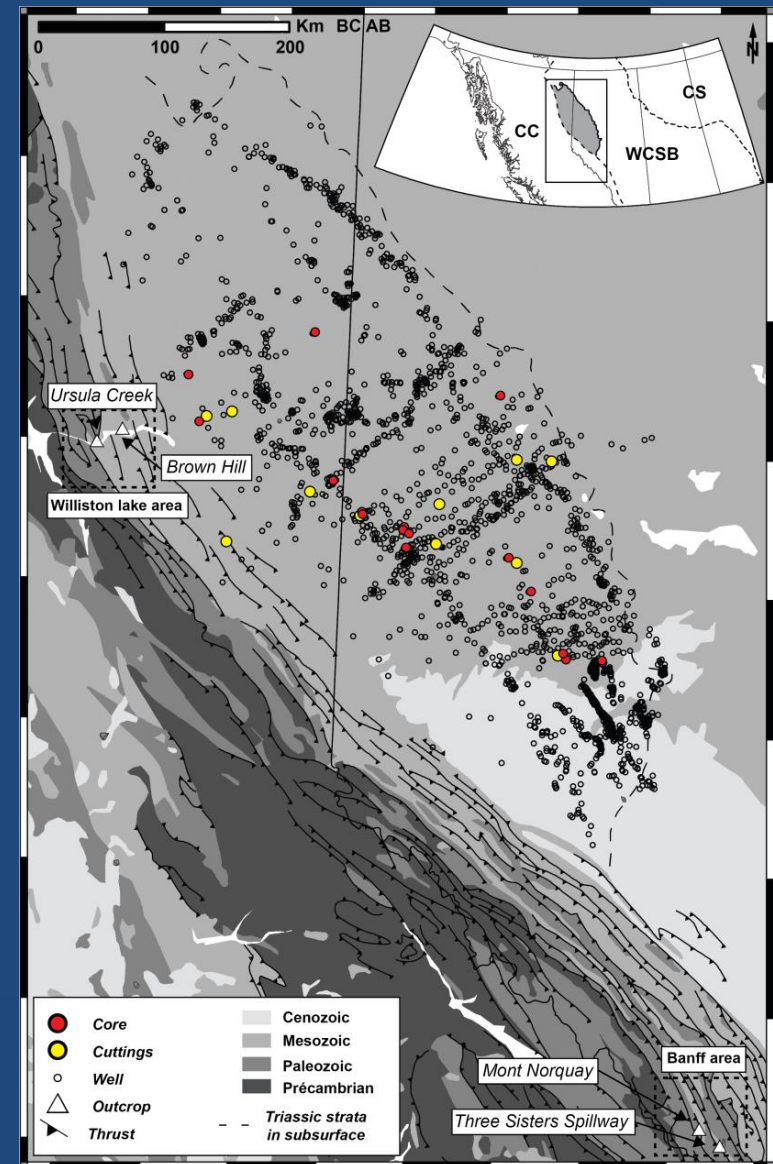 0 100 200 Km BC AB
N
CS
CC
WCSB
Ursula Creek
Brown Hill
Williston lake area
Core
Cuttings
Well
Outcrop
Thrust
Cenozoic
Mesozoic
Paleozoic
Précambrian
Triassic strata
in subsurface
Banff area
Mont Norquay
Three Sisters Spillway